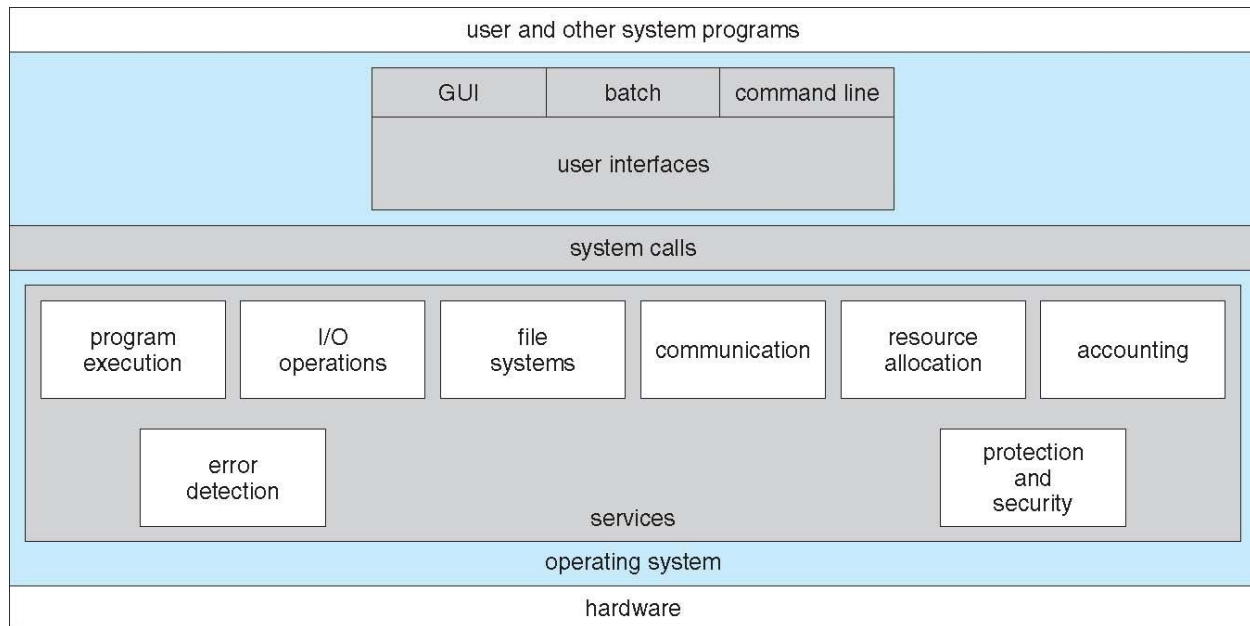 user and other system programs
GUI
batch
command line
user interfaces
system calls
program
execution
I/O
operations
file
systems
communication
resource
allocation
accounting
error
detection
protection
and
security
services
operating system
hardware